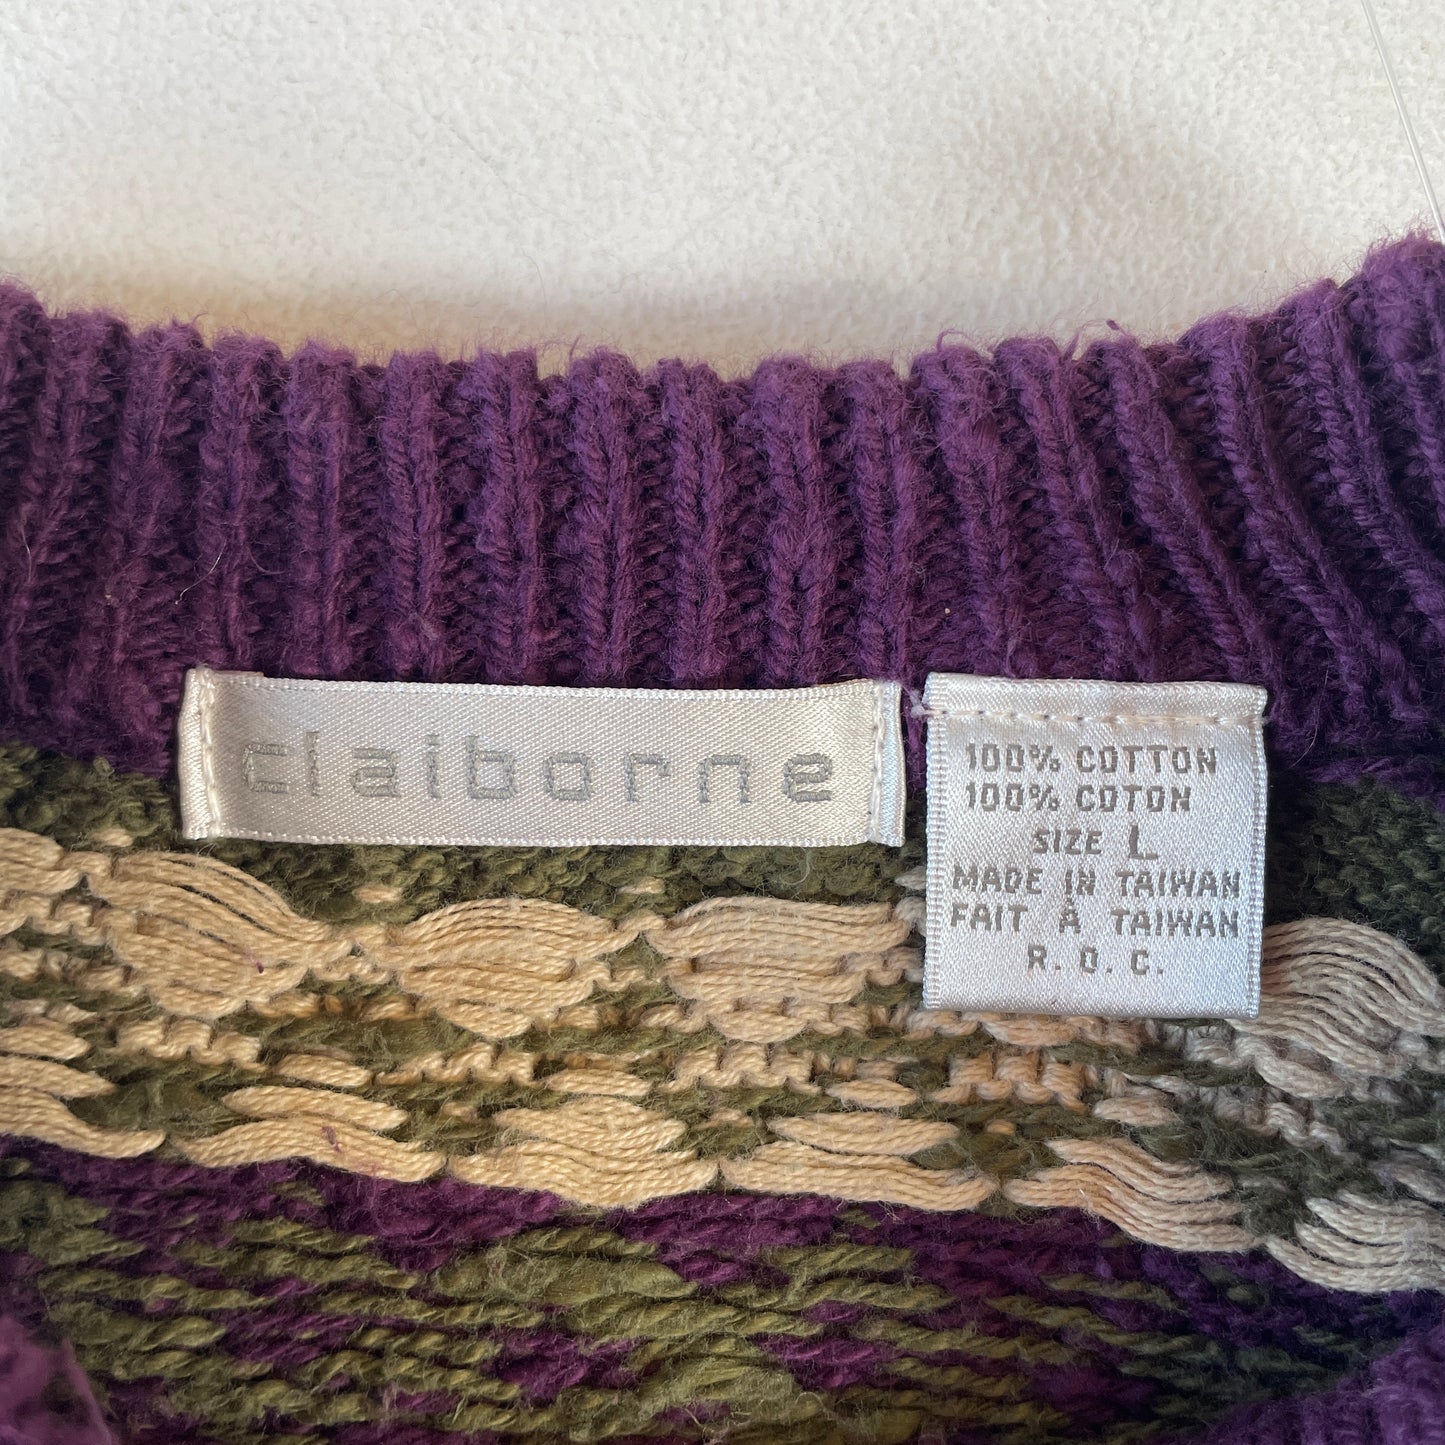 claiborne
100% COTTON
100% COTON
SIZE L
MADE IN TAIWAN
FAIT À TAIWAN
R.O.C.